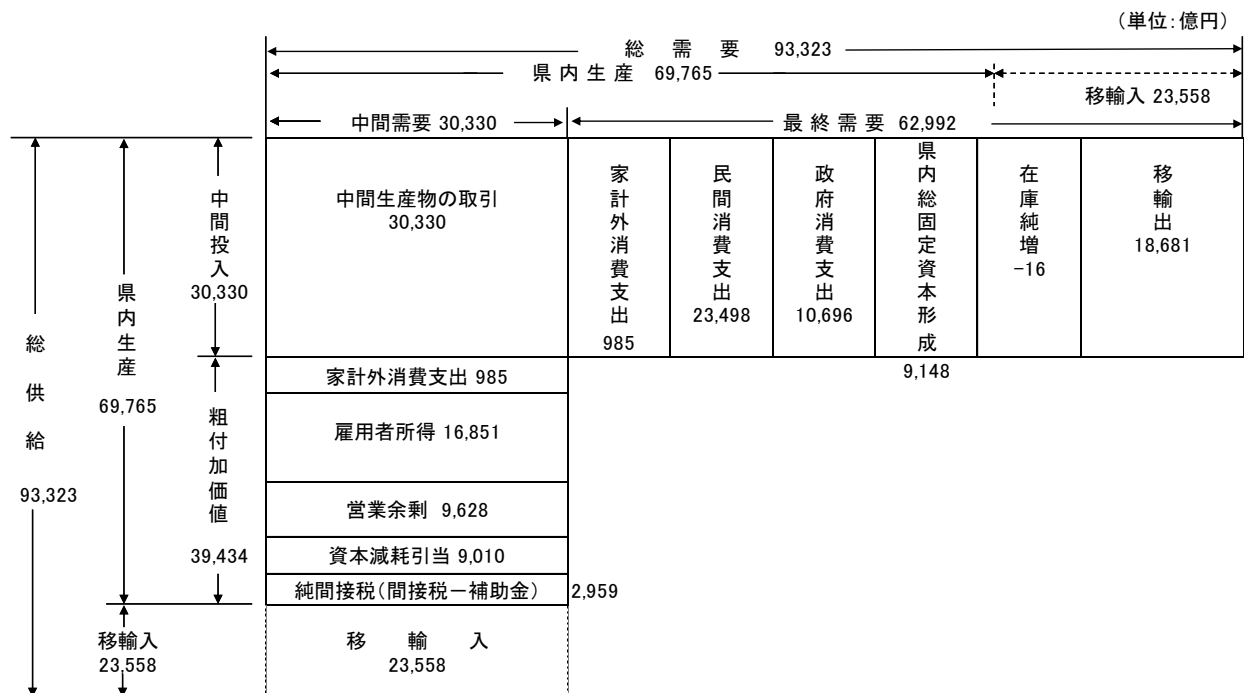 （単位：億円）
総 需 要 93,323
県内生産 69,765
移輸入 23,558
中間需要 30,330
最終需要 62,992
中間生産物の取引
30,330
家計外消費支出
985
民間消費支出
23,498
政府消費支出
10,696
県内総固定資本形成
9,148
在庫純増
-16
移輸出
18,681
総供給
93,323
県内生産
69,765
中間投入
30,330
粗付加価値
39,434
家計外消費支出 985
雇用者所得 16,851
営業余剰 9,628
資本減耗引当 9,010
純間接税（間接税－補助金） 2,959
移輸入
23,558
移 輸 入
23,558